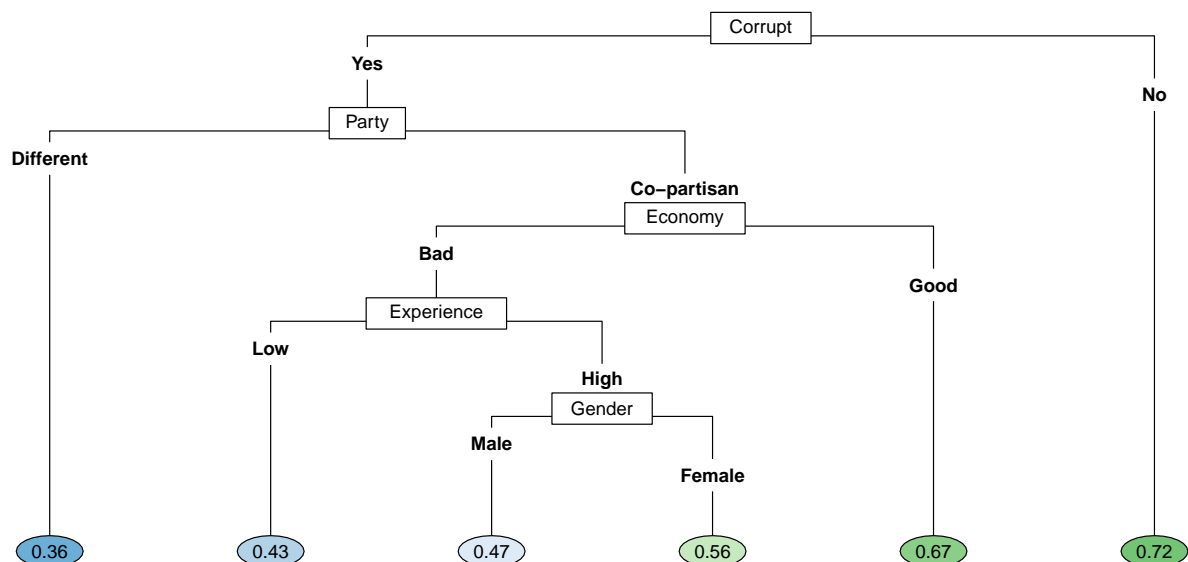 Corrupt
Yes
No
Party
Different
Co−partisan
Economy
Bad
Good
Experience
Low
High
Gender
Male
Female
0.36
0.43
0.47
0.56
0.67
0.72